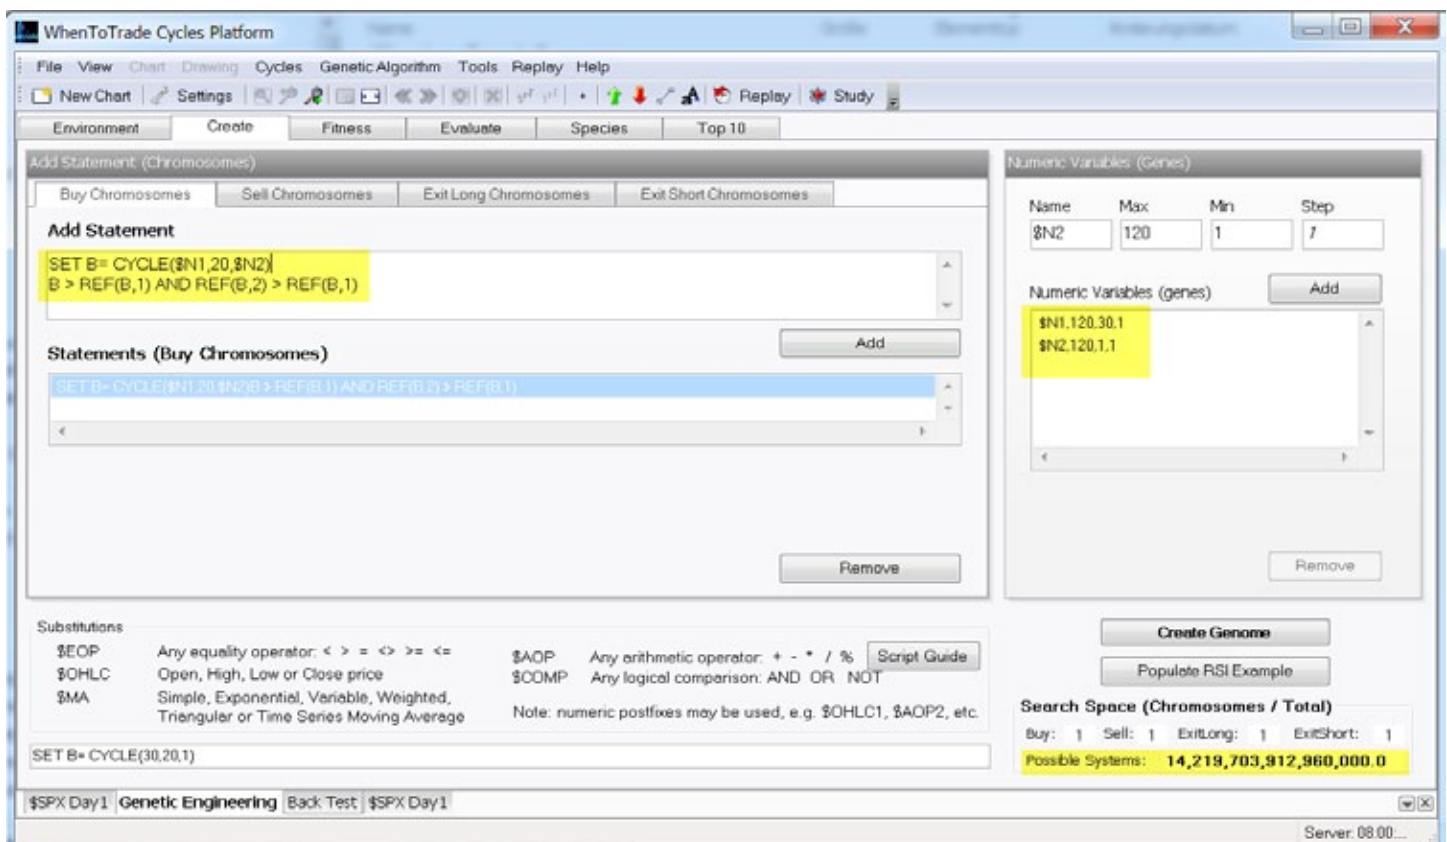 WhenToTrade Cycles Platform
File View Chart Drawing Cycles Genetic Algorithm Tools Replay Help
New Chart Settings A Replay Study
Environment Create Fitness Evaluate Species Top 10
Add Statement (Chromosomes)
Buy Chromosomes Sell Chromosomes Exit Long Chromosomes Exit Short Chromosomes
Add Statement
SET B= CYCLE($N1,20,$N2)
B > REF(B,1) AND REF(B,2) > REF(B,1)
Add
Statements (Buy Chromosomes)
SET B= CYCLE($N1,20,$N2)B > REF(B,1) AND REF(B,2) > REF(B,1)
Remove
Numeric Variables (Genes)
Name Max Min Step
$N2 120 1 1
Numeric Variables (genes) Add
$N1,120,30,1
$N2,120,1,1
Remove
Substitutions
$EOP Any equality operator: < > = <> >= <=
$OHLC Open, High, Low or Close price
$MA Simple, Exponential, Variable, Weighted,
Triangular or Time Series Moving Average
$AOP Any arithmetic operator: + - * / % Script Guide
$COMP Any logical comparison: AND OR NOT
Note: numeric postfixes may be used, e.g. $OHLC1, $AOP2, etc.
SET B= CYCLE(30,20,1)
Create Genome
Populate RSI Example
Search Space (Chromosomes / Total)
Buy: 1 Sell: 1 ExitLong: 1 ExitShort: 1
Possible Systems: 14,219,703,912,960,000.0
$SPX Day1 Genetic Engineering Back Test $SPX Day1
Server: 08:00:...